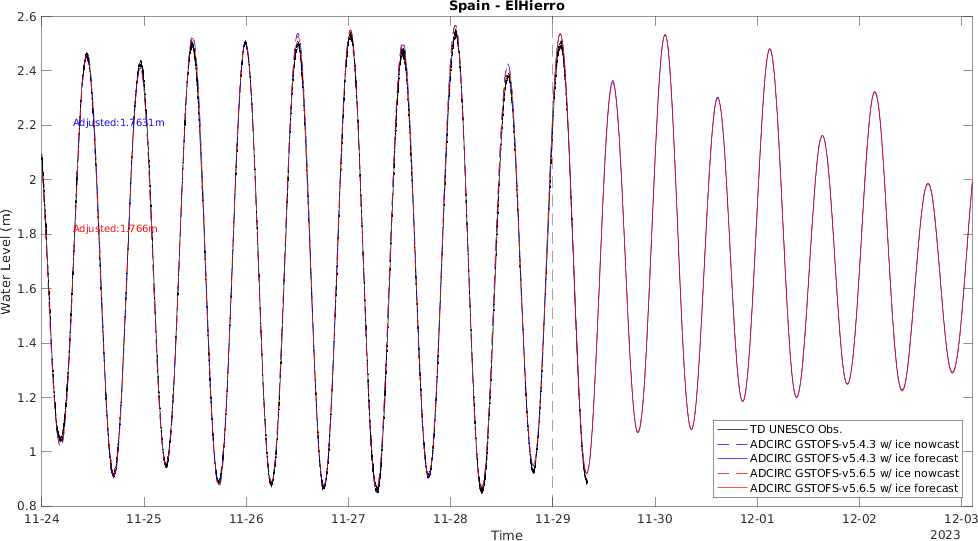 Spain - ElHierro
2.6
2.4
2.2
2
1.8
1.6
1.4
1.2
1
0.8
Water Level (m)
Adjusted:1.7631m
Adjusted:1.766m
TD UNESCO Obs.
ADCIRC GSTOFS-v5.4.3 w/ ice nowcast
ADCIRC GSTOFS-v5.4.3 w/ ice forecast
ADCIRC GSTOFS-v5.6.5 w/ ice nowcast
ADCIRC GSTOFS-v5.6.5 w/ ice forecast
11-24 11-25 11-26 11-27 11-28 11-29 11-30 12-01 12-02 12-03
2023
Time